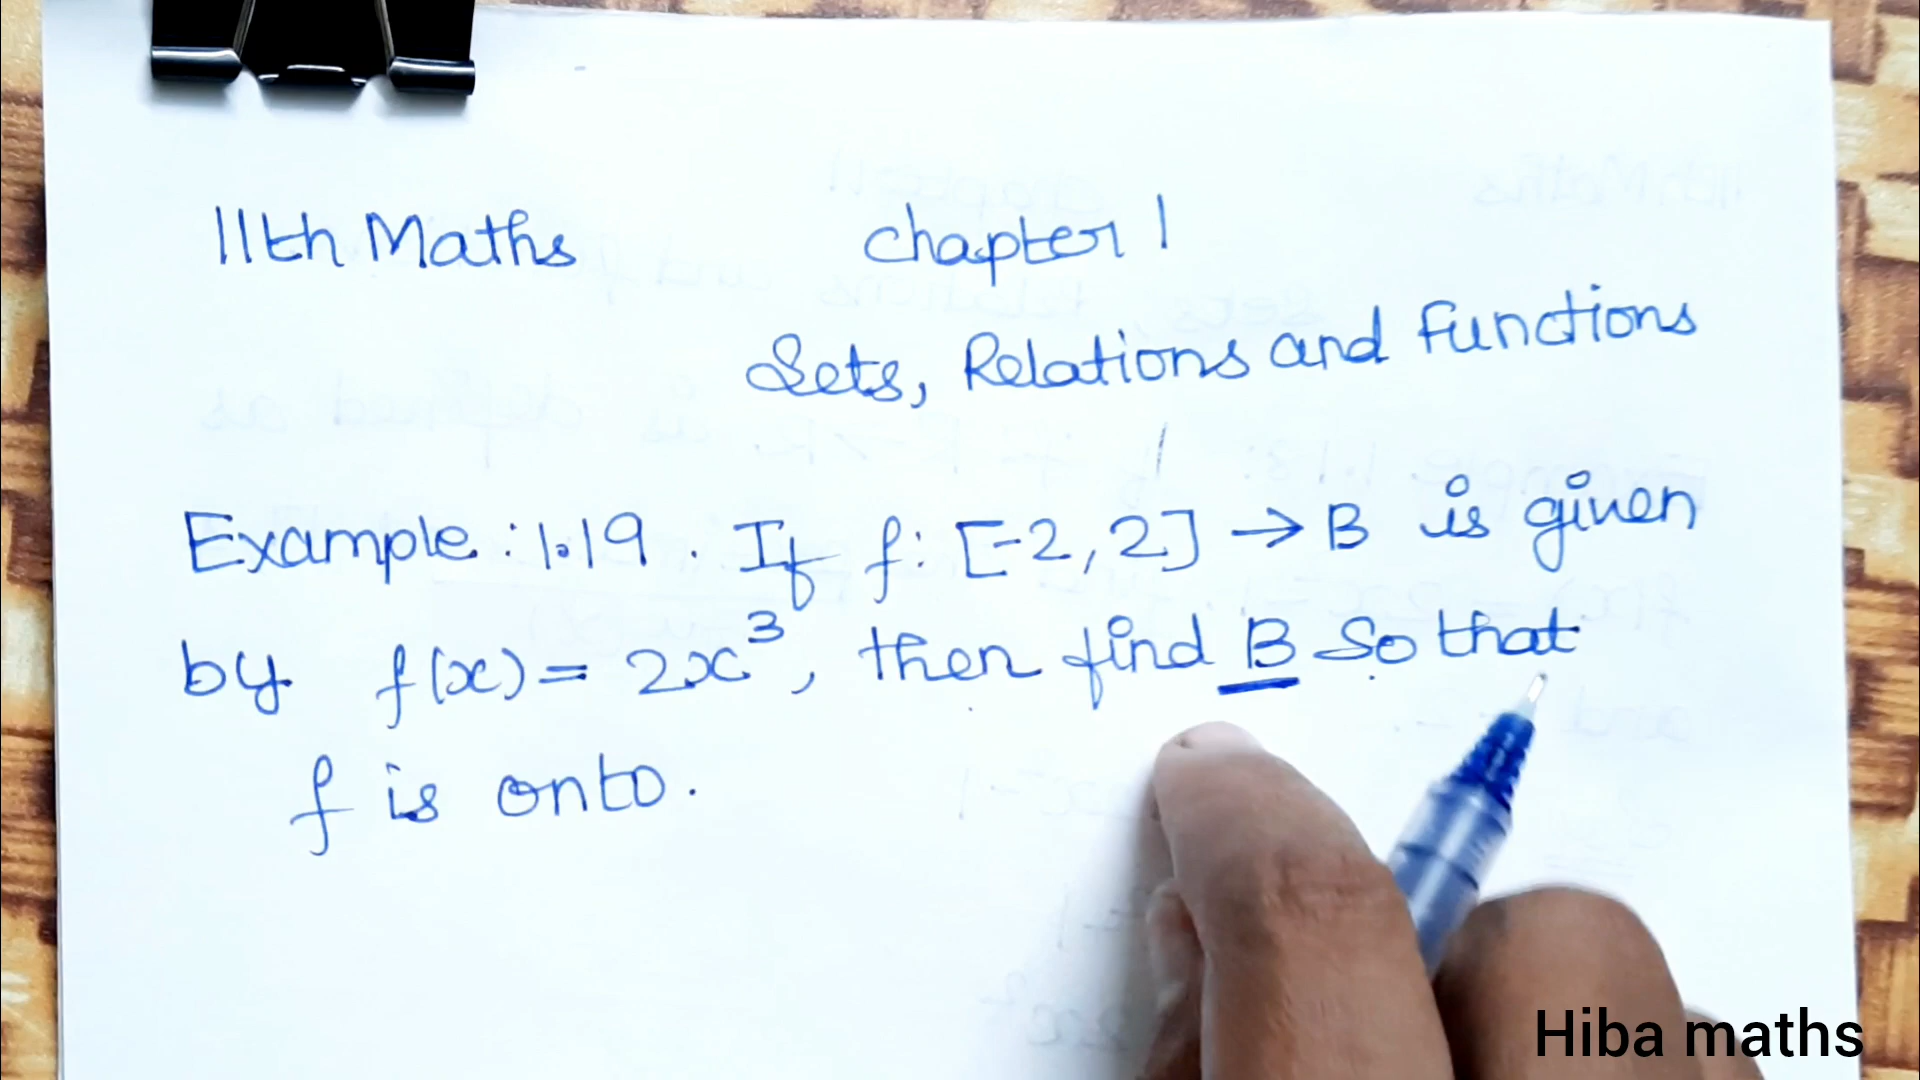 11th Maths chapter 1
Sets, Relations and Functions
Example : 1.19 . If f: [-2, 2] → B is given
by f(x) = 2x³, then find B so that
f is onto.
Hiba maths